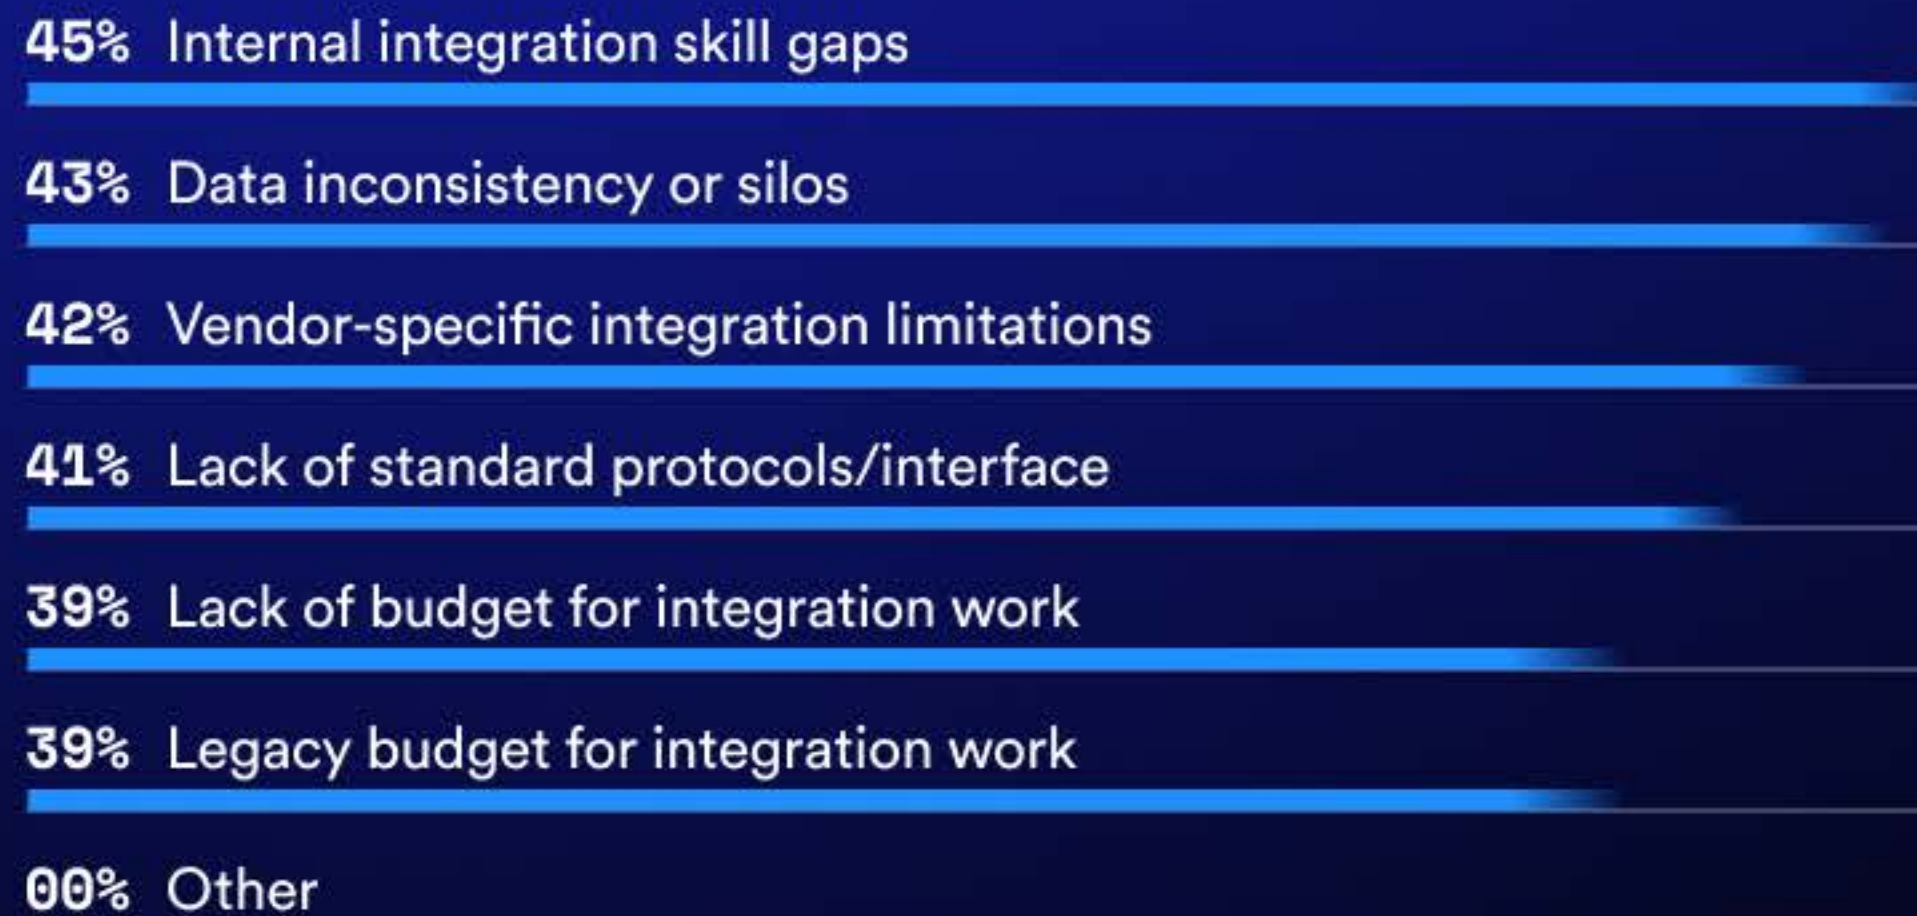 45% Internal integration skill gaps
43% Data inconsistency or silos
42% Vendor-specific integration limitations
41% Lack of standard protocols/interface
39% Lack of budget for integration work
39% Legacy budget for integration work
00% Other